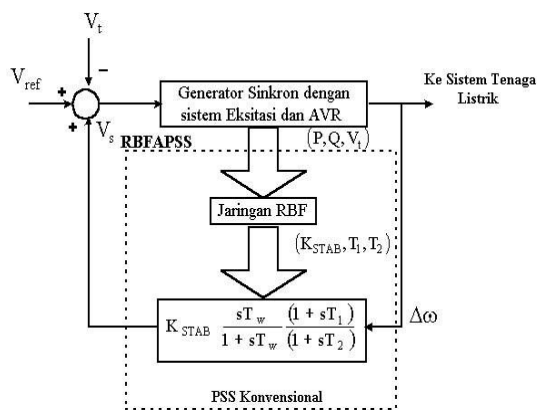 V_t
−
V_ref
+
+
V_s
Generator Sinkron dengan
sistem Eksitasi dan AVR
Ke Sistem Tenaga
Listrik
RBFAPSS
(P,Q,V_t)
Jaringan RBF
(K_STAB,T_1,T_2)
K_STAB sT_w / 1 + sT_w (1 + sT_1) / (1 + sT_2)
Δω
PSS Konvensional